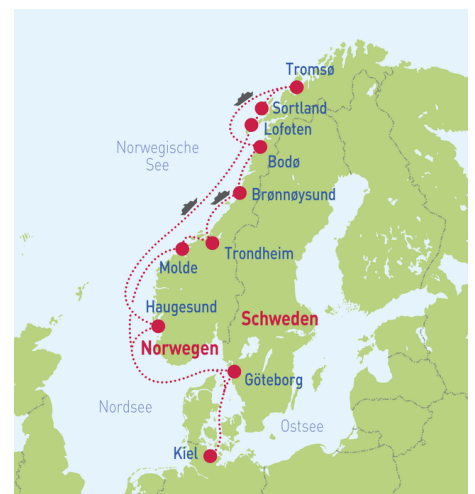 Tromsø
Sortland
Lofoten
Norwegische
See
Bodø
Brønnøysund
Trondheim
Molde
Haugesund
Schweden
Norwegen
Göteborg
Nordsee
Ostsee
Kiel